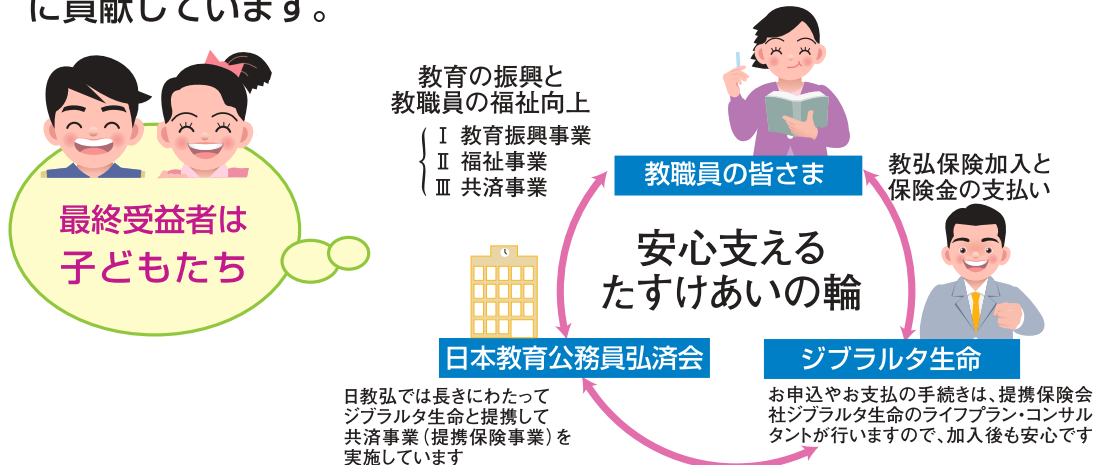 に貢献しています。
教育の振興と
教職員の福祉向上
Ⅰ 教育振興事業
Ⅱ 福祉事業
Ⅲ 共済事業
教職員の皆さま
教弘保険加入と
保険金の支払い
最終受益者は
子どもたち
安心支える
たすけあいの輪
日本教育公務員弘済会
ジブラルタ生命
日教弘では長きにわたって
ジブラルタ生命と提携して
共済事業（提携保険事業）を
実施しています
お申込やお支払の手続きは、提携保険会
社ジブラルタ生命のライフプラン・コンサル
タントが行いますので、加入後も安心です